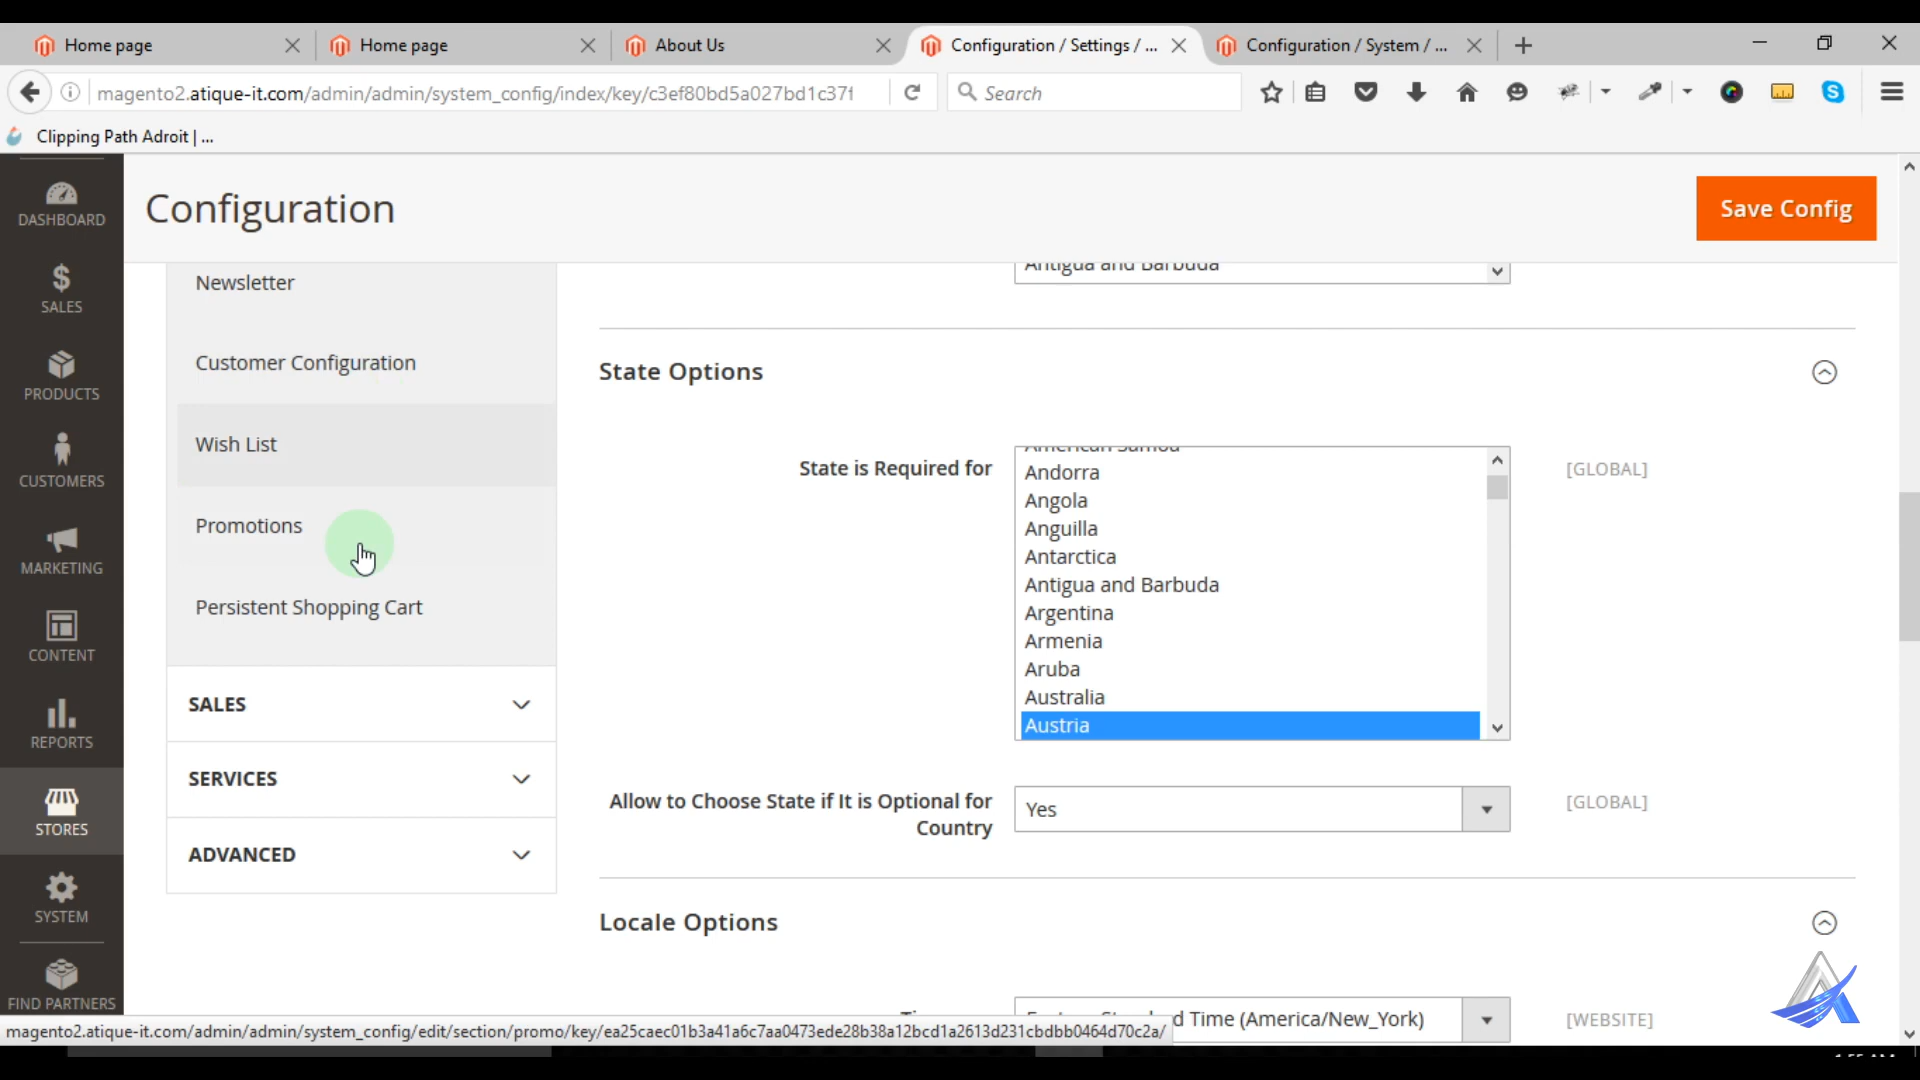 Home page
Home page
About Us
Configuration / Settings / ...
Configuration / System / ...
magento2.atique-it.com/admin/admin/system_config/index/key/c3ef80bd5a027bd1c37f
Search
Clipping Path Adroit | ...
DASHBOARD
SALES
PRODUCTS
CUSTOMERS
MARKETING
CONTENT
REPORTS
STORES
SYSTEM
FIND PARTNERS
Configuration
Save Config
Newsletter
Customer Configuration
Wish List
Promotions
Persistent Shopping Cart
SALES
SERVICES
ADVANCED
Antigua and Barbuda
State Options
State is Required for
[GLOBAL]
American Samoa
Andorra
Angola
Anguilla
Antarctica
Antigua and Barbuda
Argentina
Armenia
Aruba
Australia
Austria
Allow to Choose State if It is Optional for
Country
Yes
[GLOBAL]
Locale Options
d Time (America/New_York)
[WEBSITE]
magento2.atique-it.com/admin/admin/system_config/edit/section/promo/key/ea25caec01b3a41a6c7aa0473ede28b38a12bcd1a2613d231cbdbb0464d70c2a/